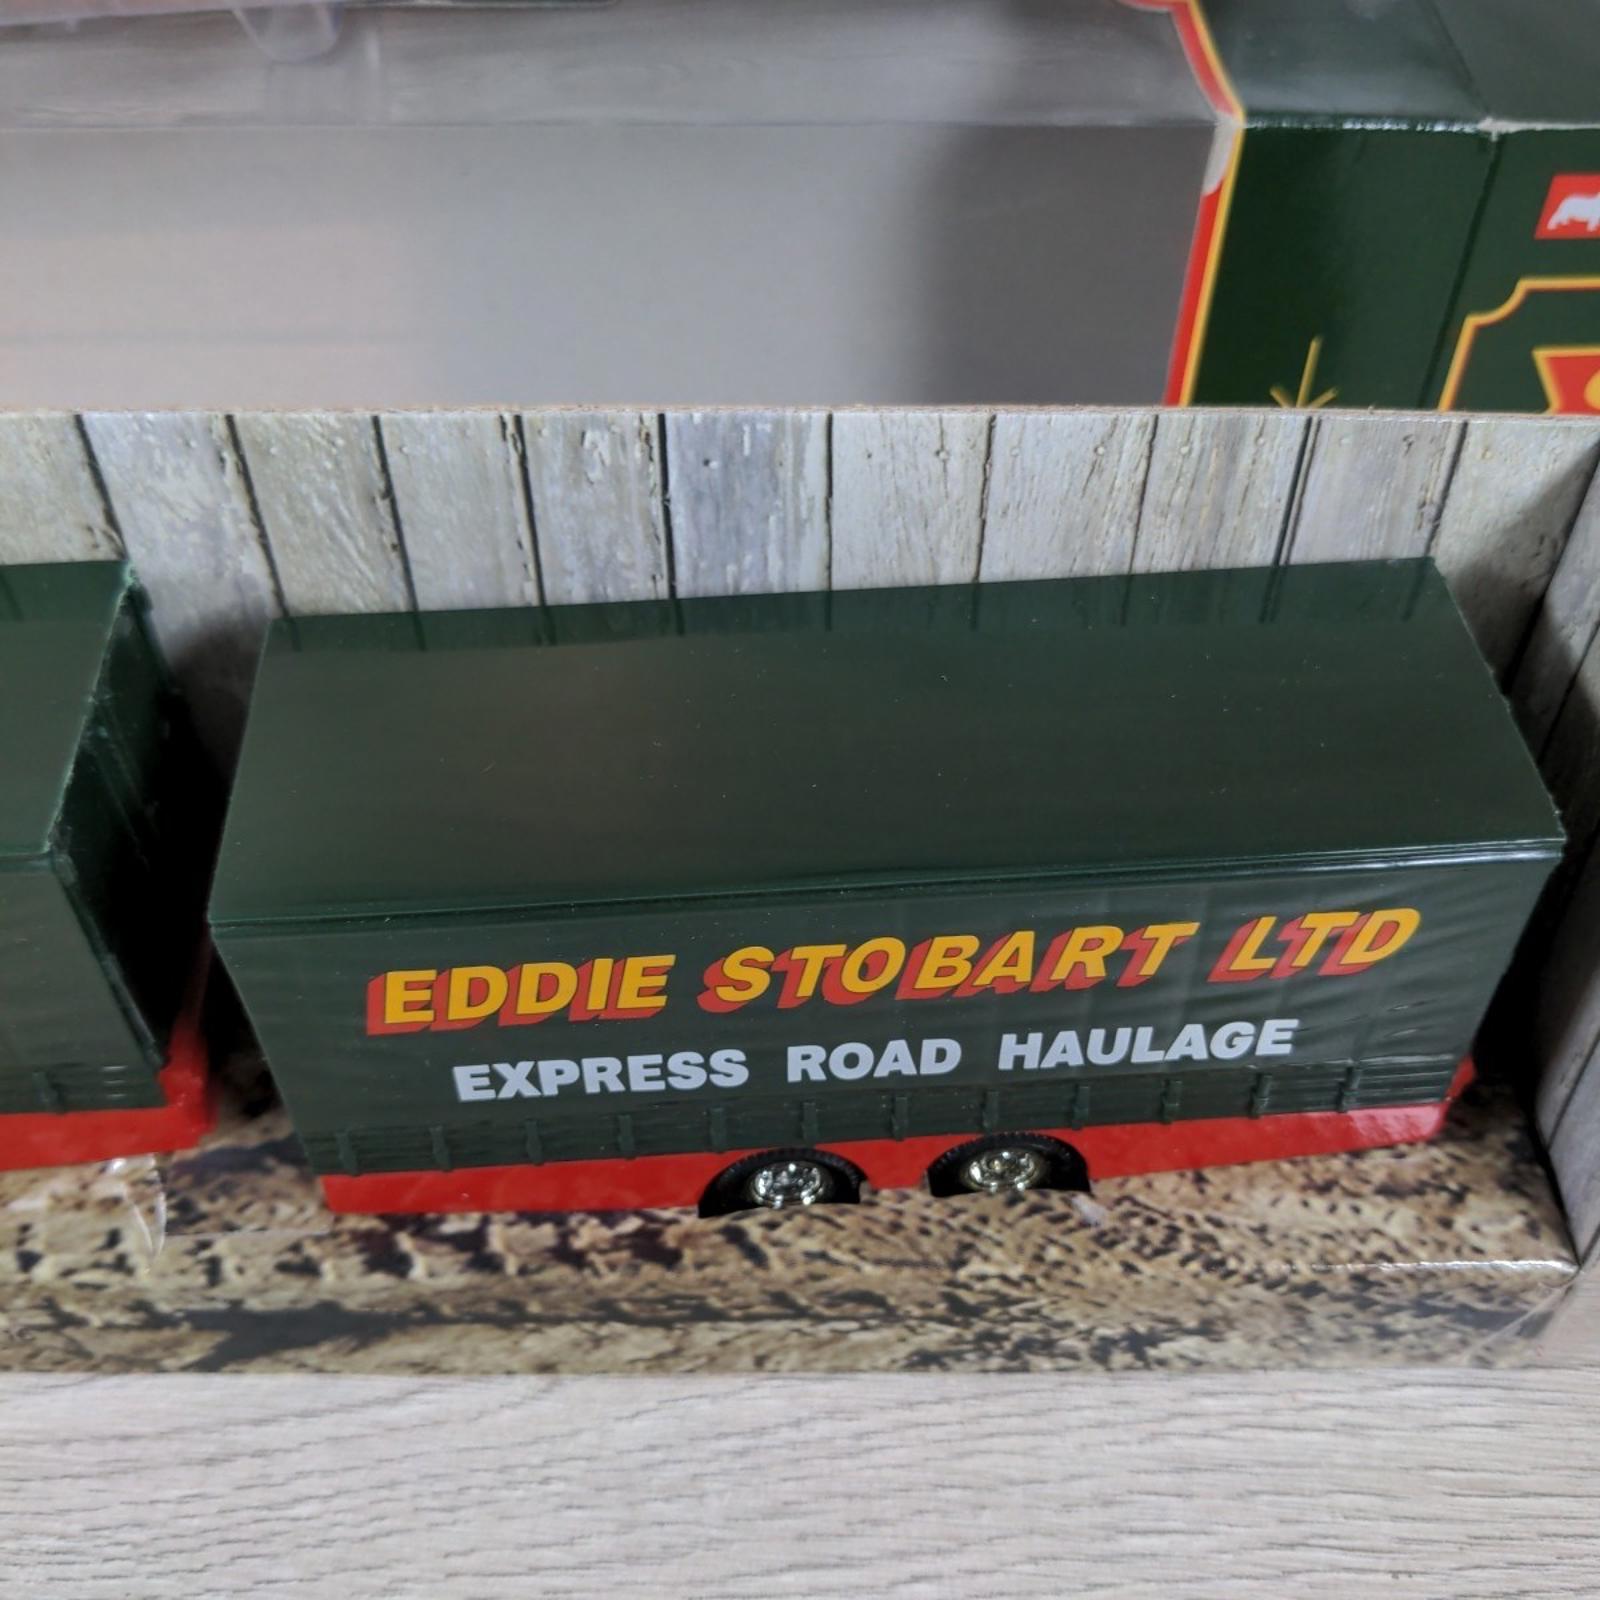 EDDIE STOBART LTD
EXPRESS ROAD HAULAGE